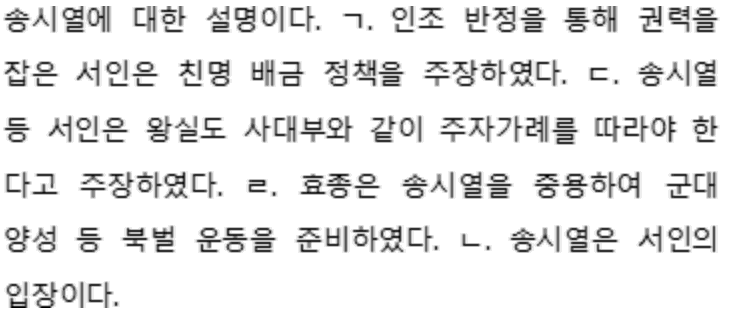 송시열에 대한 설명이다. ㄱ. 인조 반정을 통해 권력을
잡은 서인은 친명 배금 정책을 주장하였다. ㄷ. 송시열
등 서인은 왕실도 사대부와 같이 주자가례를 따라야 한
다고 주장하였다. ㄹ. 효종은 송시열을 중용하여 군대
양성 등 북벌 운동을 준비하였다. ㄴ. 송시열은 서인의
입장이다.